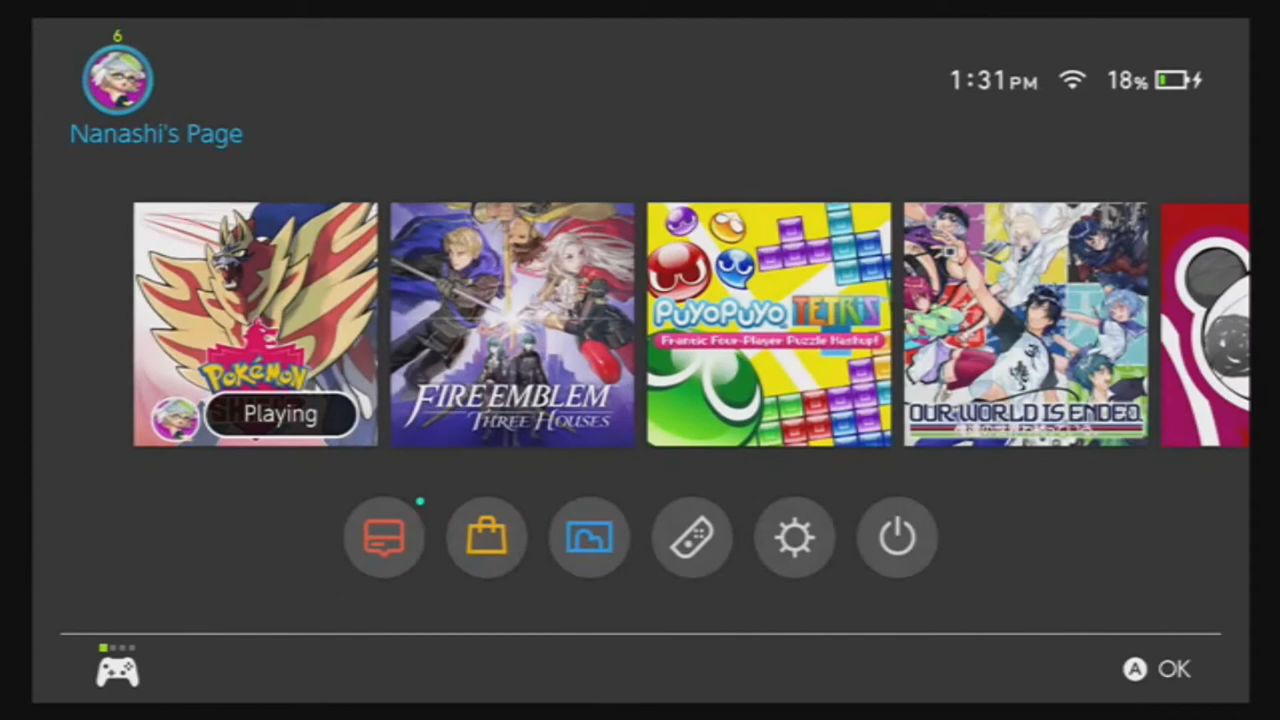 6
Nanashi's Page
1:31PM
18%
POKÉMON
Playing
FIRE EMBLEM
THREE HOUSES
PUYOPUYO TETRIS
Frantic Four-Player Puzzle Mashup!
OUR WORLD IS ENDED.
A OK